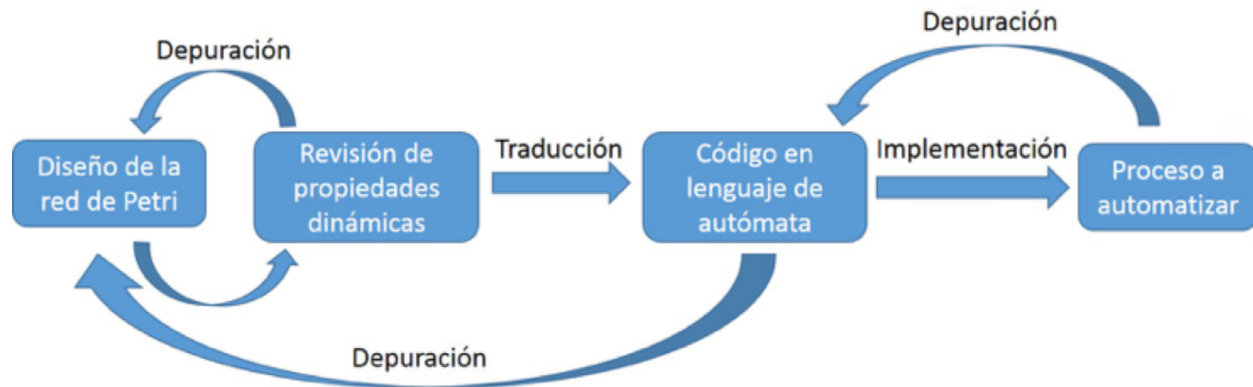 Depuración
Depuración
Diseño de la
red de Petri
Revisión de
propiedades
dinámicas
Traducción
Código en
lenguaje de
autómata
Implementación
Proceso a
automatizar
Depuración